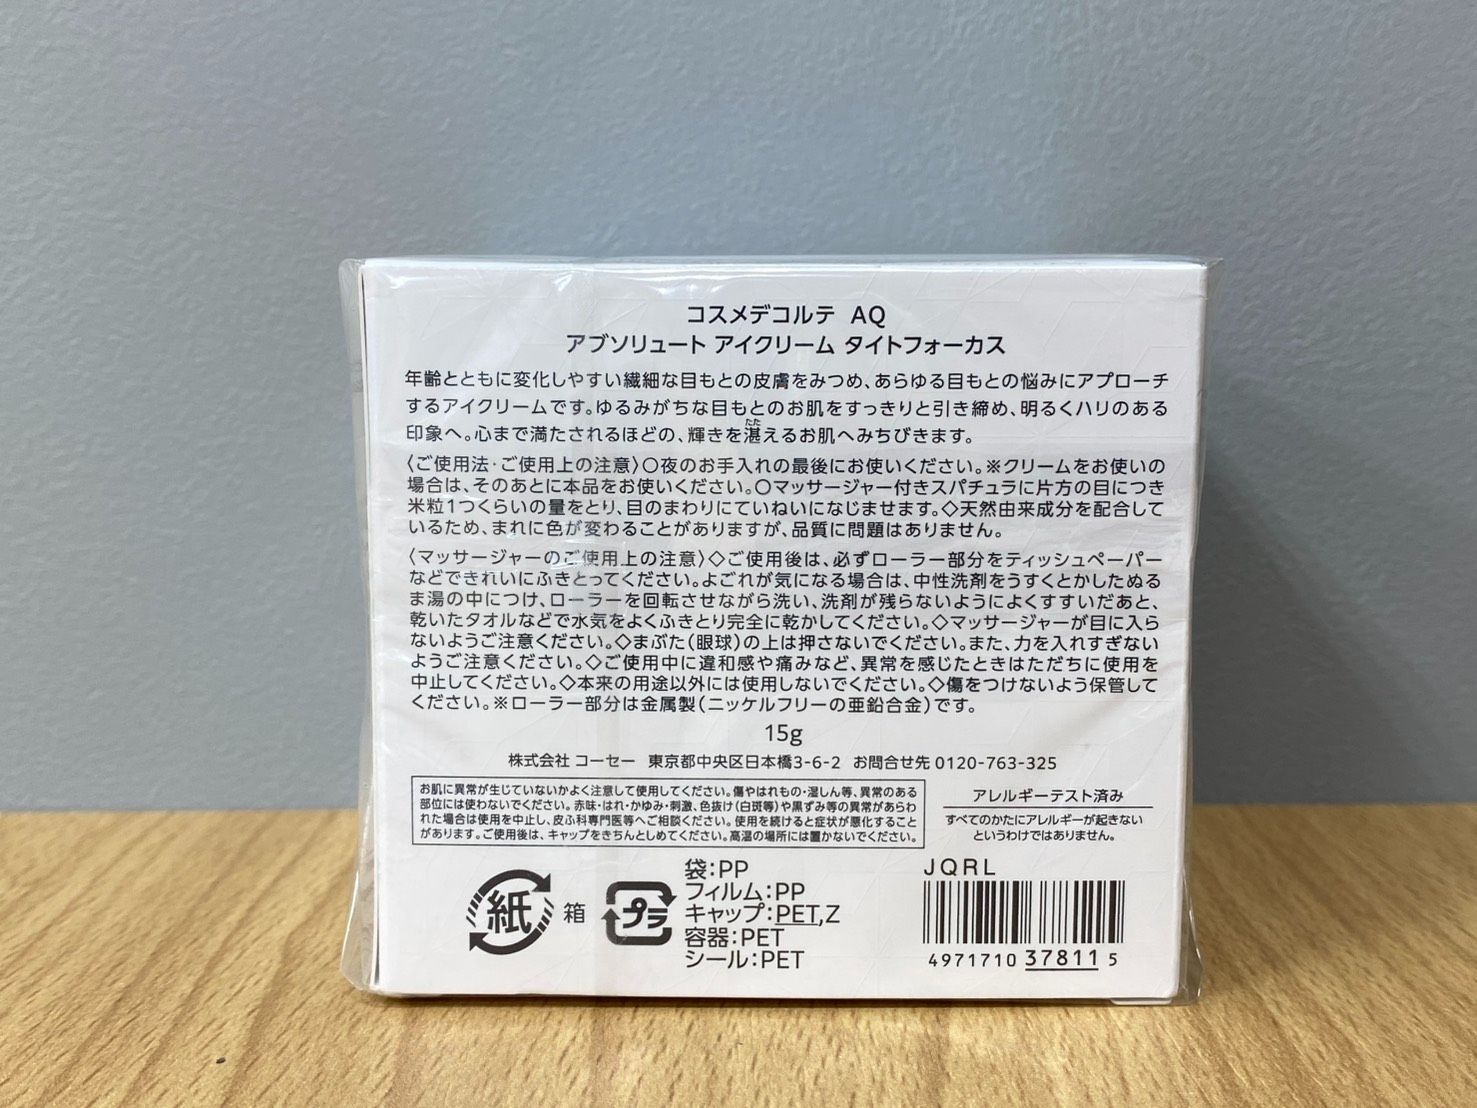 コスメデコルテ AQ
アブソリュート アイクリーム タイトフォーカス
年齢とともに変化しやすい繊細な目もとの皮膚をみつめ、あらゆる目もとの悩みにアプローチ
するアイクリームです。ゆるみがちな目もとのお肌をすっきりと引き締め、明るくハリのある
たた
印象へ。心まで満たされるほどの、輝きを湛えるお肌へみちびきます。
〈ご使用法・ご使用上の注意〉○夜のお手入れの最後にお使いください。※クリームをお使いの
場合は、そのあとに本品をお使いください。○マッサージャー付きスパチュラに片方の目につき
米粒1つくらいの量をとり、目のまわりにていねいになじませます。◇天然由来成分を配合して
いるため、まれに色が変わることがありますが、品質に問題はありません。
〈マッサージャーのご使用上の注意〉◇ご使用後は、必ずローラー部分をティッシュペーパー
などできれいにふきとってください。よごれが気になる場合は、中性洗剤をうすくとかしたぬる
ま湯の中につけ、ローラーを回転させながら洗い、洗剤が残らないようによくすすいだあと、
乾いたタオルなどで水気をよくふきとり完全に乾かしてください。◇マッサージャーが目に入ら
ないようご注意ください。◇まぶた(眼球)の上は押さないでください。また、力を入れすぎない
ようご注意ください。◇ご使用中に違和感や痛みなど、異常を感じたときはただちに使用を
中止してください。◇本来の用途以外には使用しないでください。◇傷をつけないよう保管して
ください。※ローラー部分は金属製(ニッケルフリーの亜鉛合金)です。
15g
株式会社 コーセー 東京都中央区日本橋3-6-2 お問合せ先 0120-763-325
お肌に異常が生じていないかよく注意して使用してください。傷やはれもの・湿しん等、異常のある
部位には使わないでください。赤味・はれ・かゆみ・刺激、色抜け(白斑等)や黒ずみ等の異常があらわ
れた場合は使用を中止し、皮ふ科専門医等へご相談ください。使用を続けると症状が悪化すること
があります。ご使用後は、キャップをきちんとしめてください。高温の場所には置かないでください。
アレルギーテスト済み
すべてのかたにアレルギーが起きない
というわけではありません。
紙 箱
プラ
袋:PP
フィルム:PP
キャップ:PET,Z
容器:PET
シール:PET
JQRL
4971710 37811 5